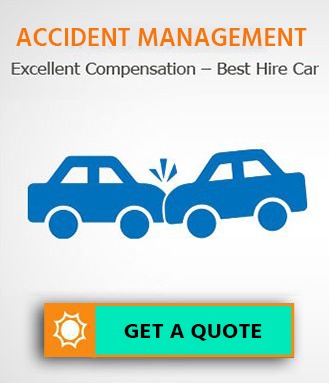 ACCIDENT MANAGEMENT
Excellent Compensation – Best Hire Car
GET A QUOTE